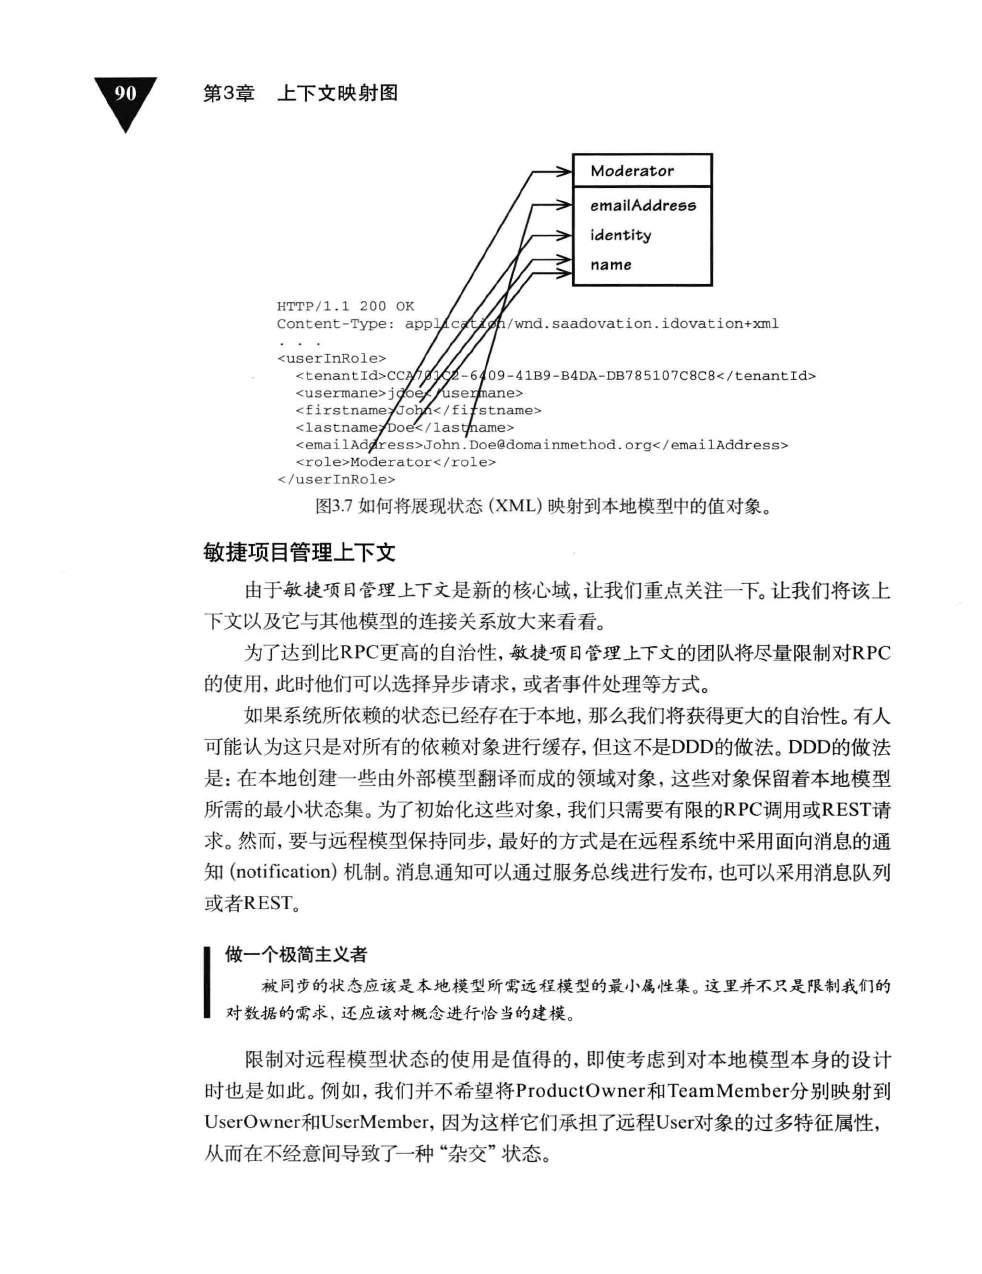 90
第3章 上下文映射图
Moderator
emailAddress
identity
name
HTTP/1.1 200 OK
Content-Type: application/wnd.saadovation.idovation+xml
. . .
<userInRole>
<tenantId>CCA701C2-6409-41B9-B4DA-DB785107C8C8</tenantId>
<usermane>jdoe</usermane>
<firstname>John</firstname>
<lastname>Doe</lastname>
<emailAddress>John.Doe@domainmethod.org</emailAddress>
<role>Moderator</role>
</userInRole>
图3.7 如何将展现状态 (XML) 映射到本地模型中的值对象。
敏捷项目管理上下文
由于敏捷项目管理上下文是新的核心域, 让我们重点关注一下。让我们将该上
下文以及它与其他模型的连接关系放大来看看。
为了达到比RPC更高的自治性, 敏捷项目管理上下文的团队将尽量限制对RPC
的使用, 此时他们可以选择异步请求, 或者事件处理等方式。
如果系统所依赖的状态已经存在于本地, 那么我们将获得更大的自治性。有人
可能认为这只是对所有的依赖对象进行缓存, 但这不是DDD的做法。DDD的做法
是: 在本地创建一些由外部模型翻译而成的领域对象, 这些对象保留着本地模型
所需的最小状态集。为了初始化这些对象, 我们只需要有限的RPC调用或REST请
求。然而, 要与远程模型保持同步, 最好的方式是在远程系统中采用面向消息的通
知 (notification) 机制。消息通知可以通过服务总线进行发布, 也可以采用消息队列
或者REST。
做一个极简主义者
被同步的状态应该是本地模型所需远程模型的最小属性集。这里并不只是限制我们的
对数据的需求, 还应该对概念进行恰当的建模。
限制对远程模型状态的使用是值得的, 即使考虑到对本地模型本身的设计
时也是如此。例如, 我们并不希望将ProductOwner和TeamMember分别映射到
UserOwner和UserMember, 因为这样它们承担了远程User对象的过多特征属性,
从而在不经意间导致了一种 “杂交” 状态。